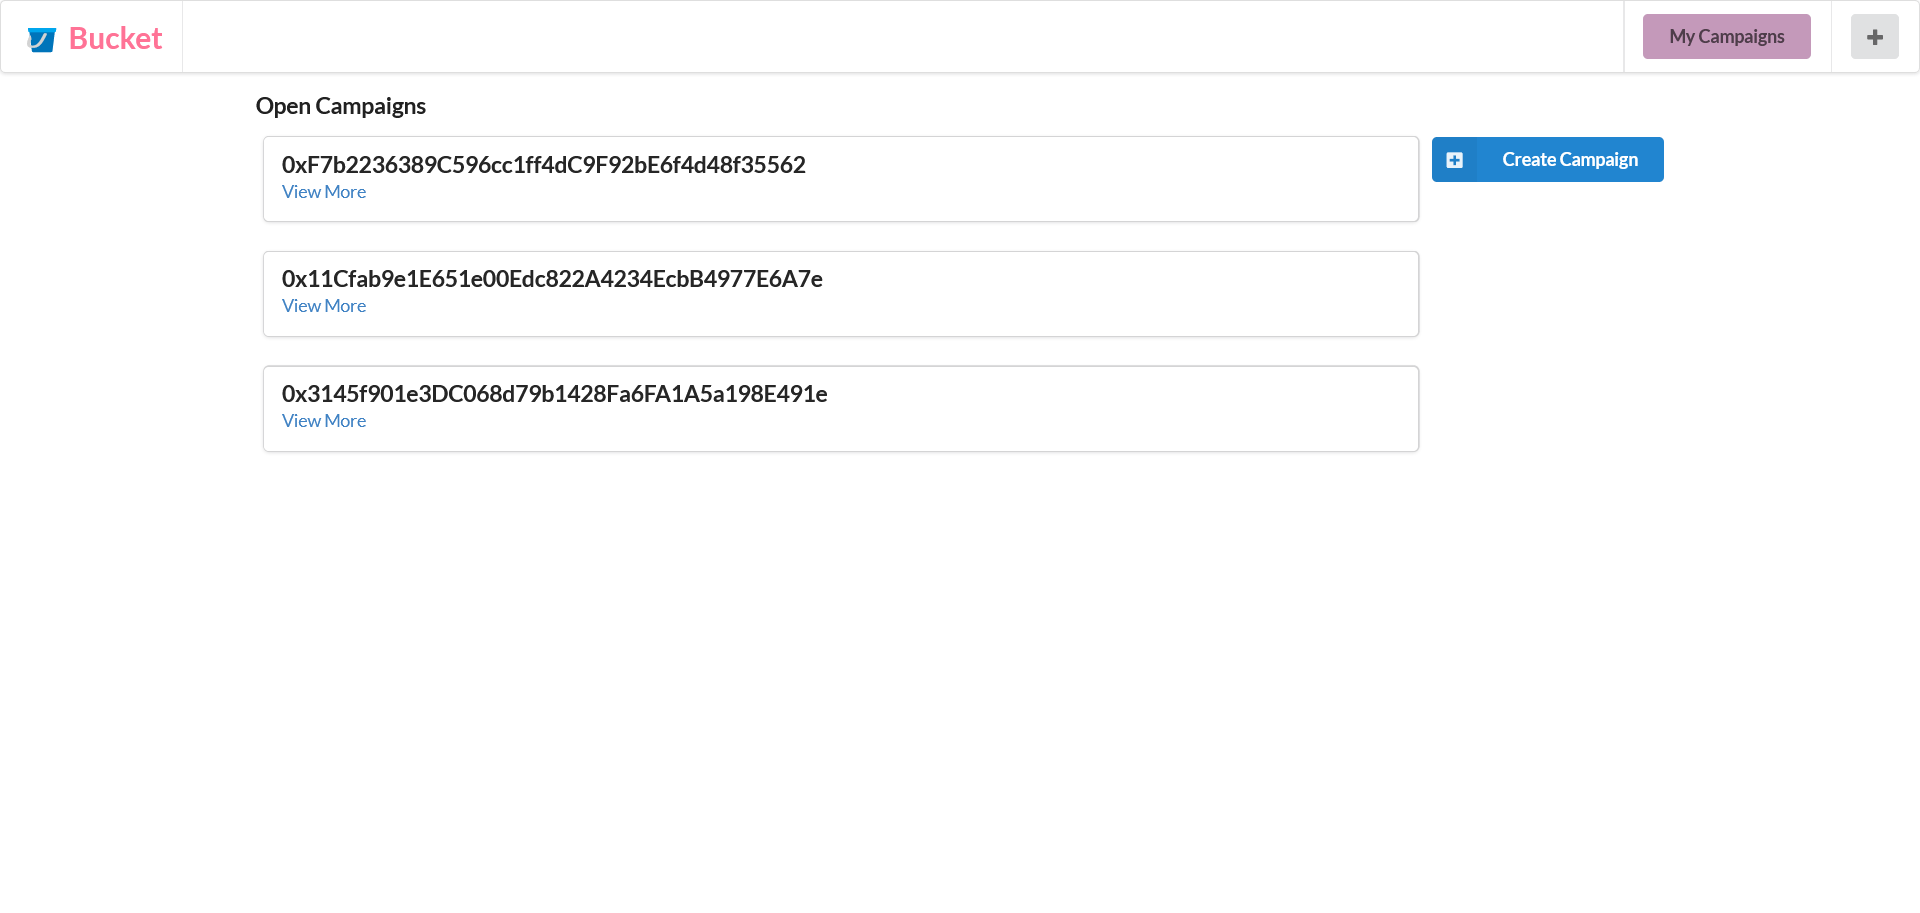 Bucket
My Campaigns
Open Campaigns
0xF7b2236389C596cc1ff4dC9F92bE6f4d48f35562
View More
Create Campaign
0x11Cfab9e1E651e00Edc822A4234EcbB4977E6A7e
View More
0x3145f901e3DC068d79b1428Fa6FA1A5a198E491e
View More